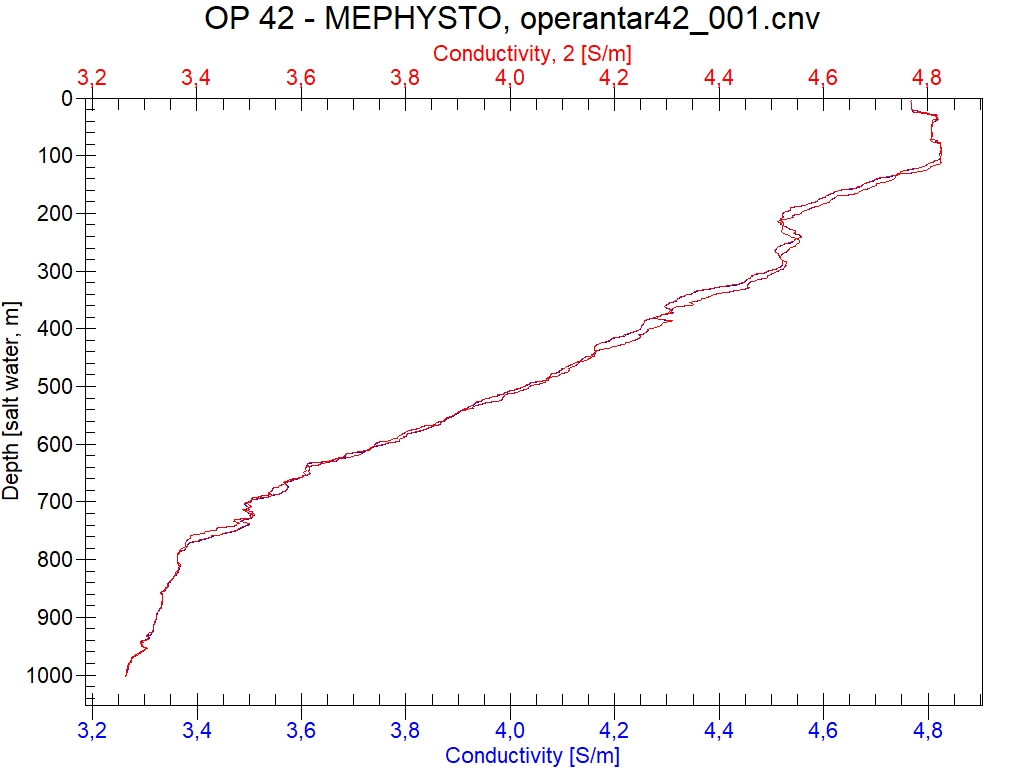 OP 42 - MEPHYSTO, operantar42_001.cnv
Conductivity, 2 [S/m]
3,2 3,4 3,6 3,8 4,0 4,2 4,4 4,6 4,8
0
100
200
300
400
500
600
700
800
900
1000
Depth [salt water, m]
3,2 3,4 3,6 3,8 4,0 4,2 4,4 4,6 4,8
Conductivity [S/m]